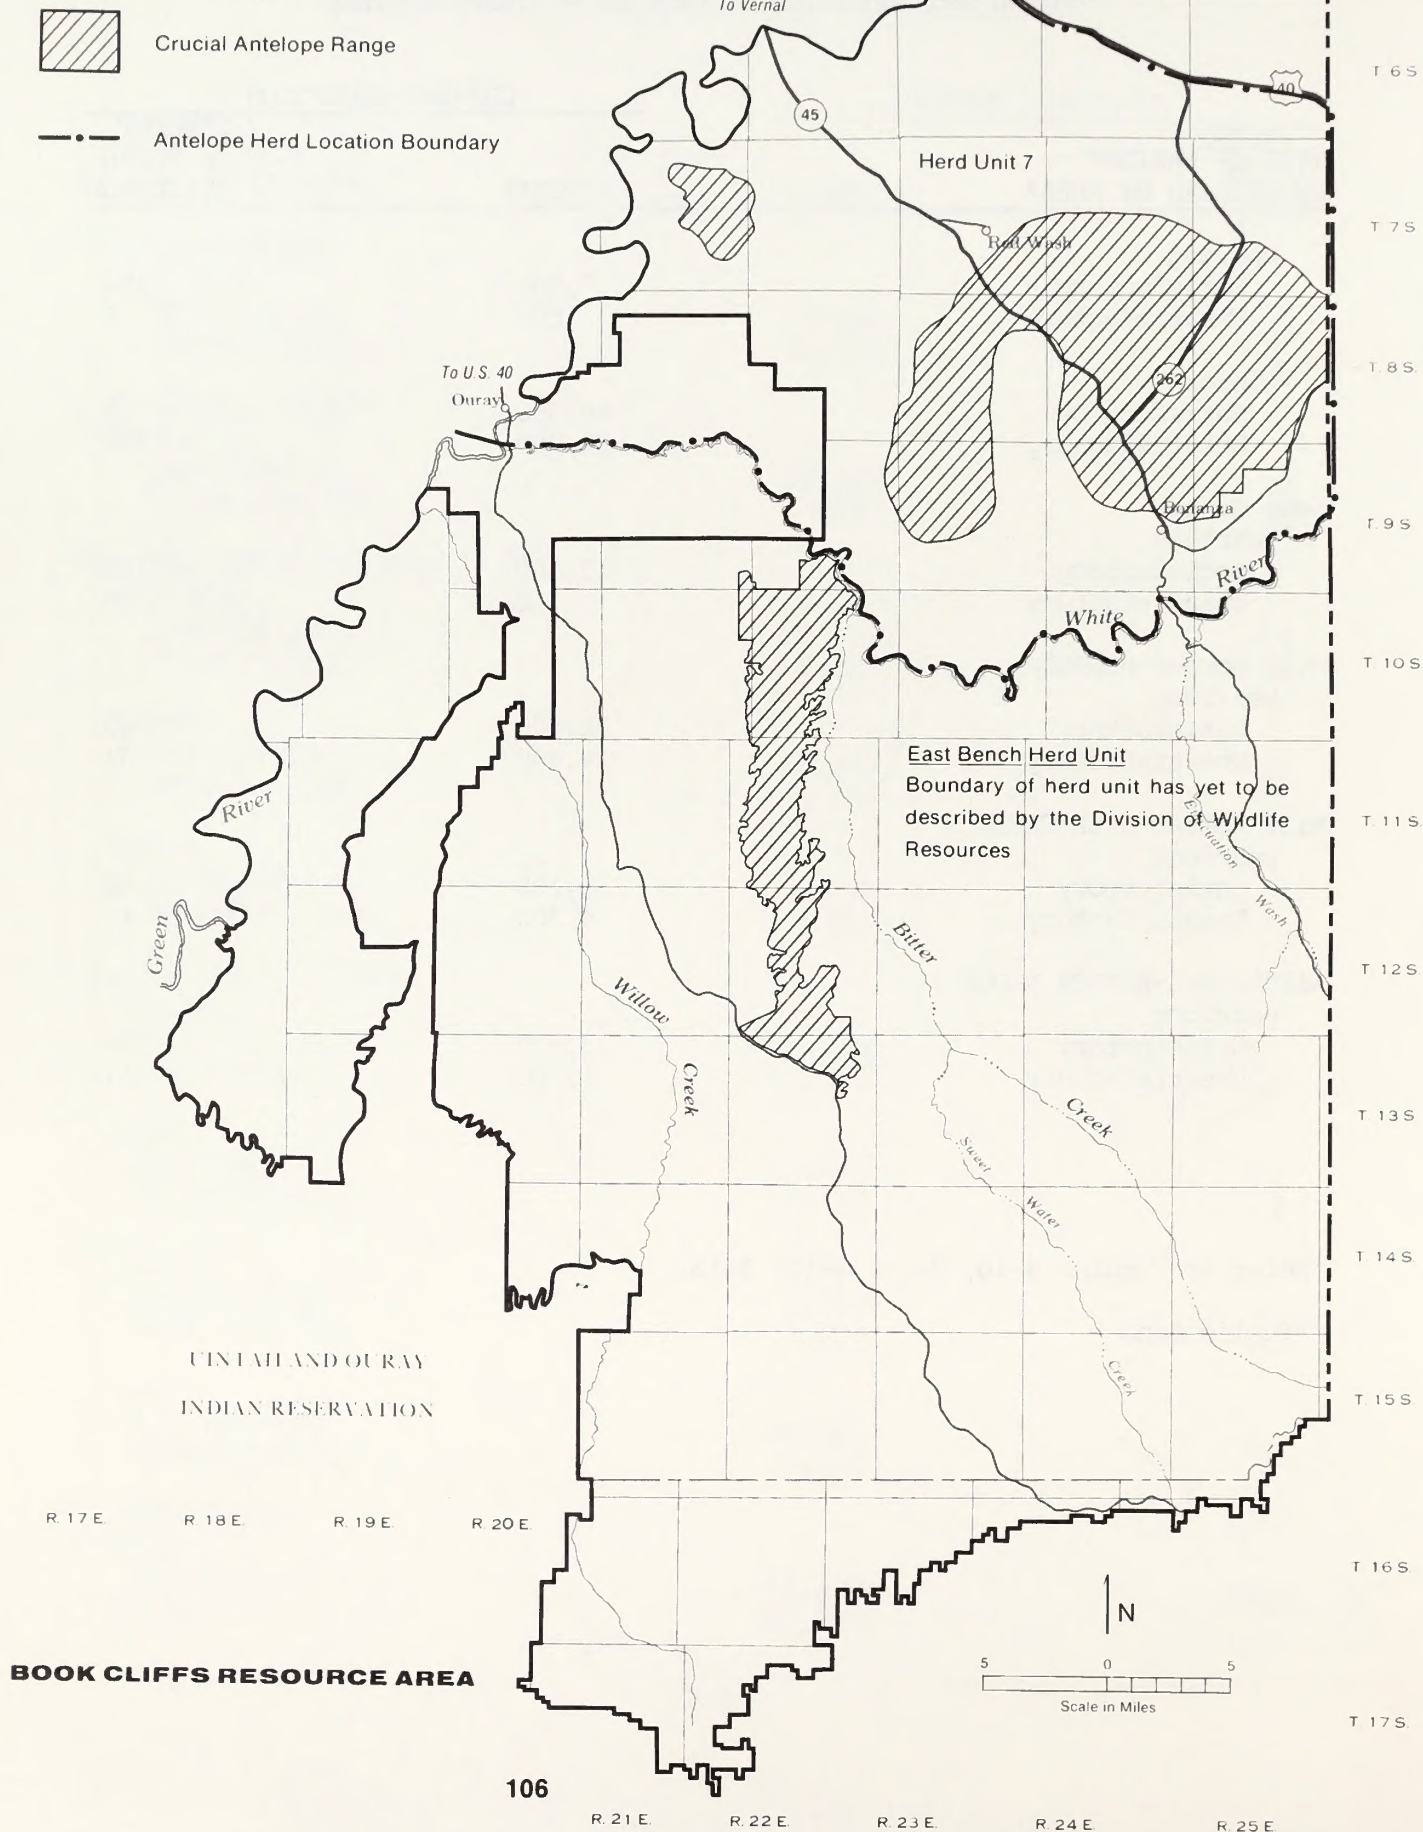 To Vernal
Crucial Antelope Range
Antelope Herd Location Boundary
T. 6 S
40
45
Herd Unit 7
T. 7 S
Red Wash
To U.S. 40
Ouray
262
T. 8 S.
Bonanza
T. 9 S
River
White
T. 10 S.
East Bench Herd Unit
Boundary of herd unit has yet to be
described by the Division of Wildlife
Resources
River
Evacuation
Wash
T. 11 S.
Green
Bitter
Willow
Creek
T. 12 S.
Creek
T. 13 S
Sweet
Water
Creek
T. 14 S.
UINTAH AND OURAY
INDIAN RESERVATION
T. 15 S.
R. 17 E.
R. 18 E.
R. 19 E.
R. 20 E.
T. 16 S.
N
BOOK CLIFFS RESOURCE AREA
5 0 5
Scale in Miles
T. 17 S.
106
R. 21 E.
R. 22 E.
R. 23 E.
R. 24 E.
R. 25 E.